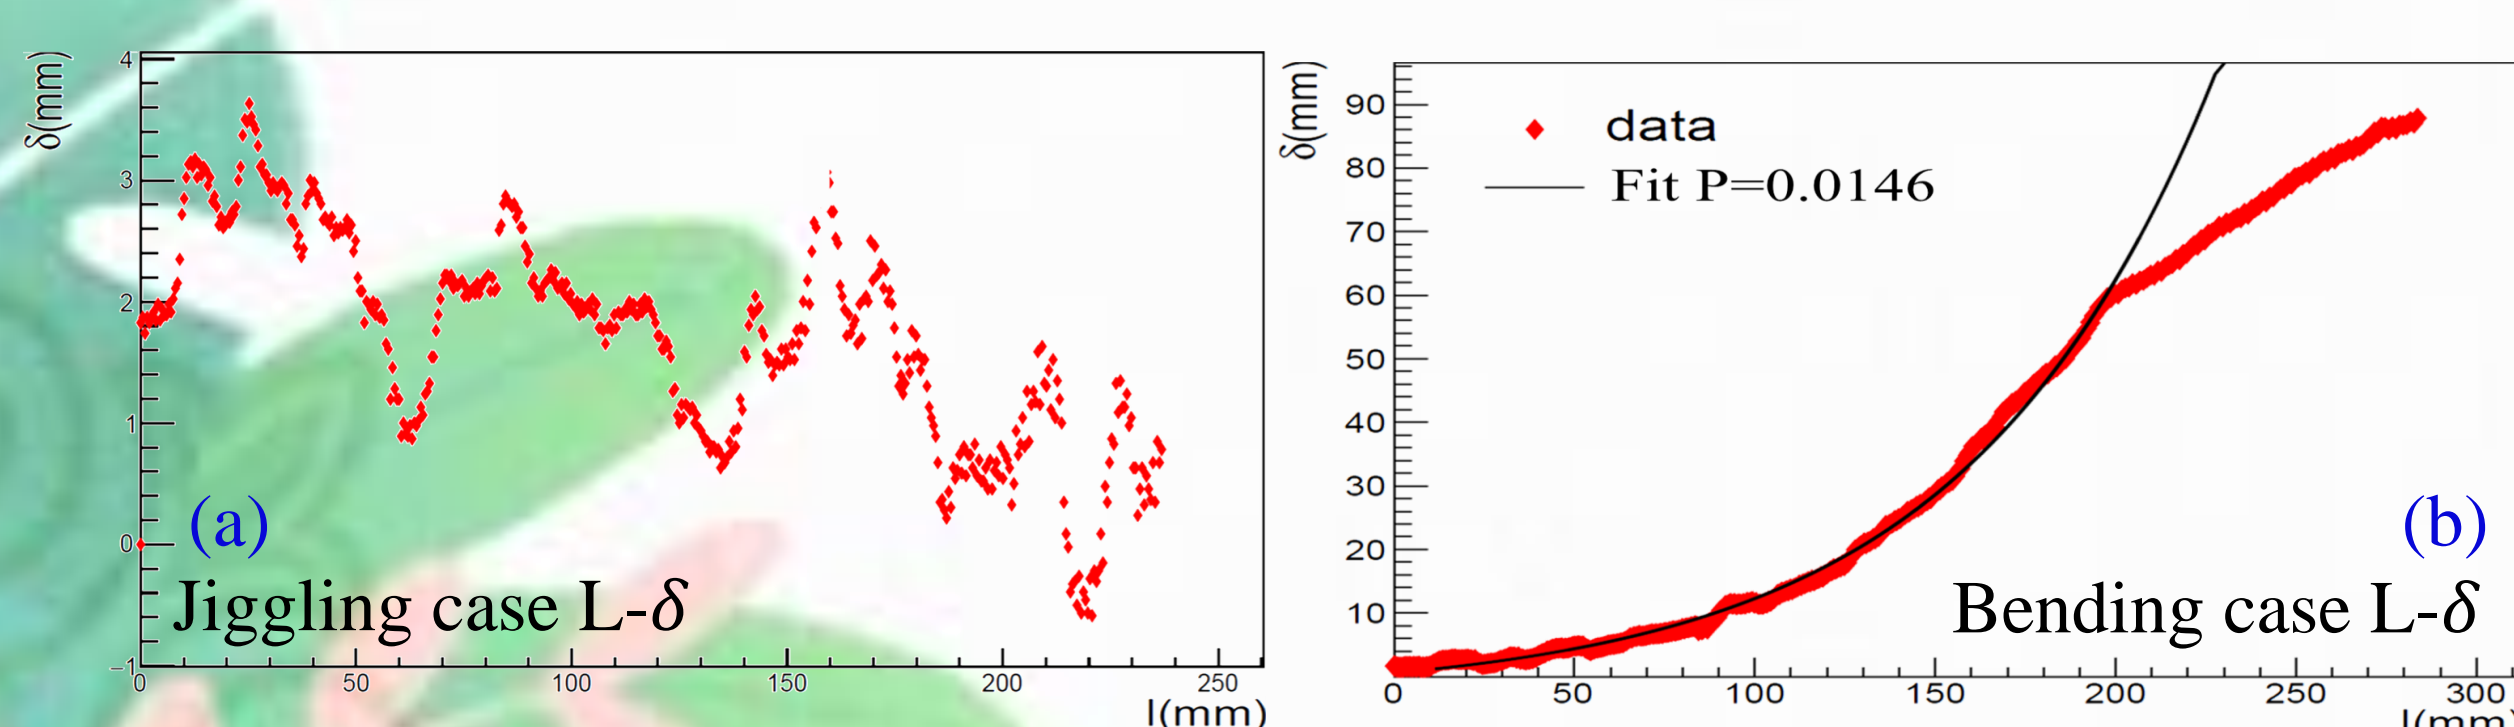 δ(mm)
4
3
2
1
0
−1
(a)
Jiggling case L-δ
0 50 100 150 200 250
l(mm)
δ(mm)
90
80
70
60
50
40
30
20
10
data
Fit P=0.0146
(b)
Bending case L-δ
0 50 100 150 200 250 300